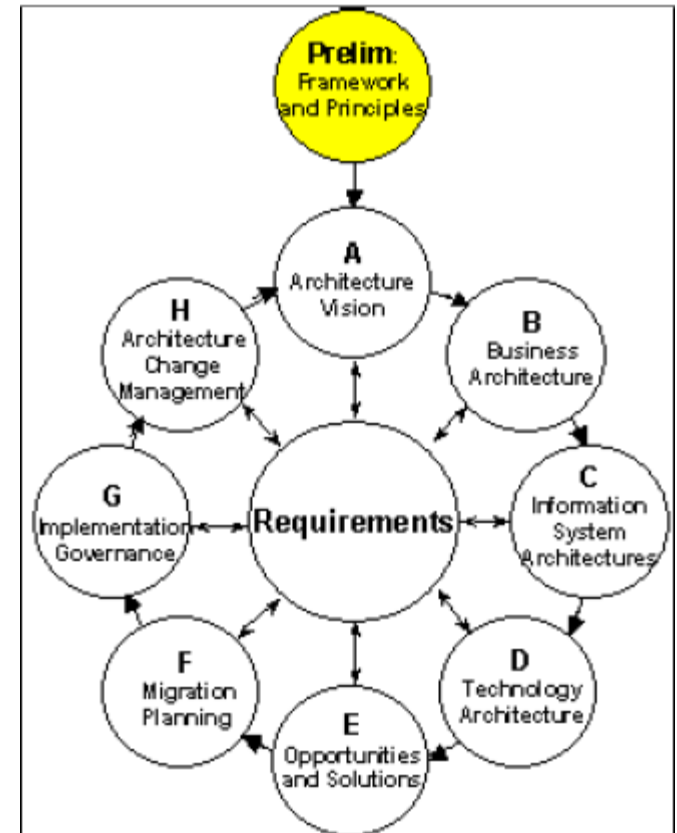 Prelim:
Framework
and Principles
A
Architecture
Vision
B
Business
Architecture
C
Information
System
Architectures
D
Technology
Architecture
E
Opportunities
and Solutions
F
Migration
Planning
G
Implementation
Governance
H
Architecture
Change
Management
Requirements